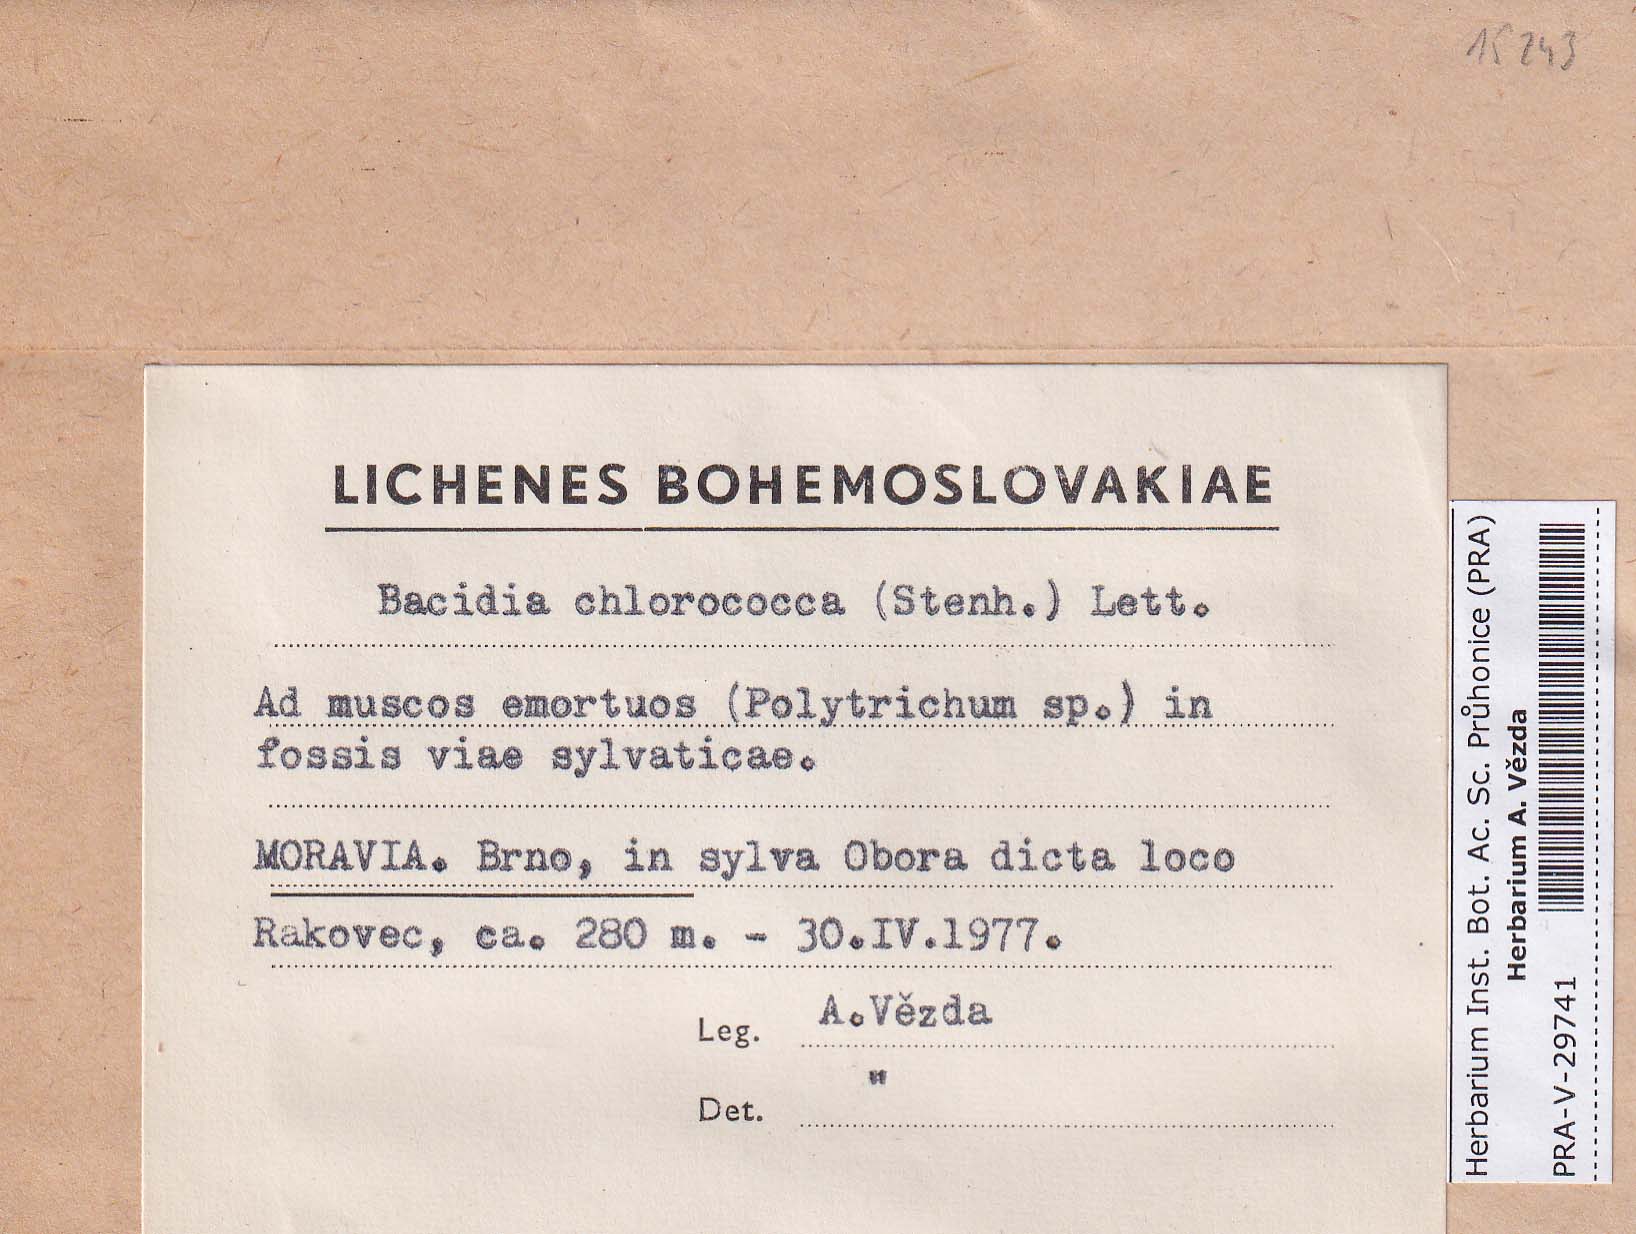 15243
LICHENES BOHEMOSLOVAKIAE
Bacidia chlorococca (Stenh.) Lett.
Ad muscos emortuos (Polytrichum sp.) in
fossis viae sylvaticae.
MORAVIA. Brno, in sylva Obora dicta loco
Rakovec, ca. 280 m. - 30.IV.1977.
Leg. A.Vězda
Det. "
Herbarium Inst. Bot. Ac. Sc. Průhonice (PRA)
Herbarium A. Vězda
PRA-V-29741